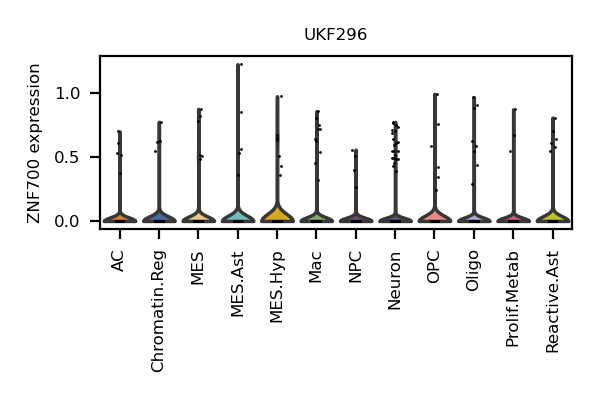 UKF296
ZNF700 expression
1.0
0.5
0.0
AC
Chromatin.Reg
MES
MES.Ast
MES.Hyp
Mac
NPC
Neuron
OPC
Oligo
Prolif.Metab
Reactive.Ast